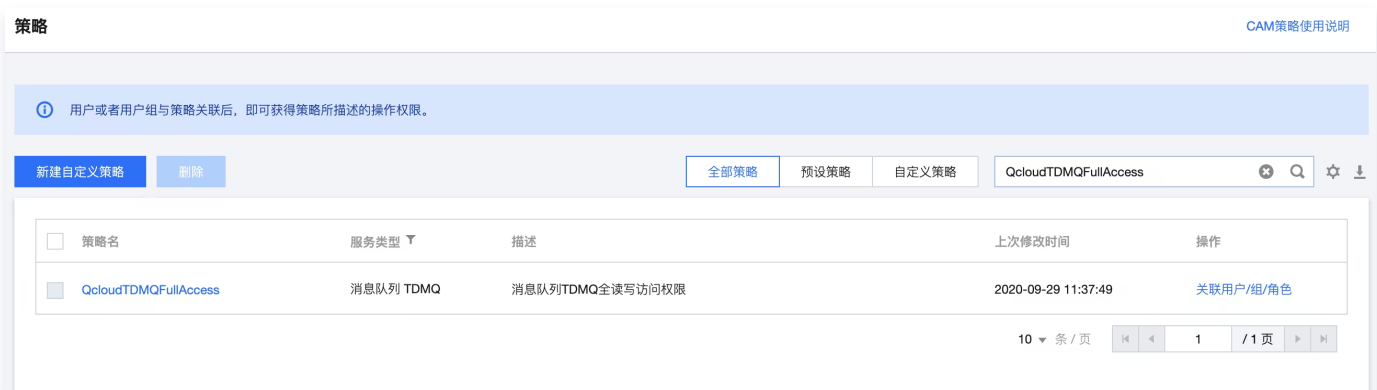 策略
CAM策略使用说明
用户或者用户组与策略关联后，即可获得策略所描述的操作权限。
新建自定义策略 删除 全部策略 预设策略 自定义策略 QcloudTDMQFullAccess
策略名 服务类型 描述 上次修改时间 操作
QcloudTDMQFullAccess 消息队列 TDMQ 消息队列TDMQ全读写访问权限 2020-09-29 11:37:49 关联用户/组/角色
10 条 / 页 1 / 1 页